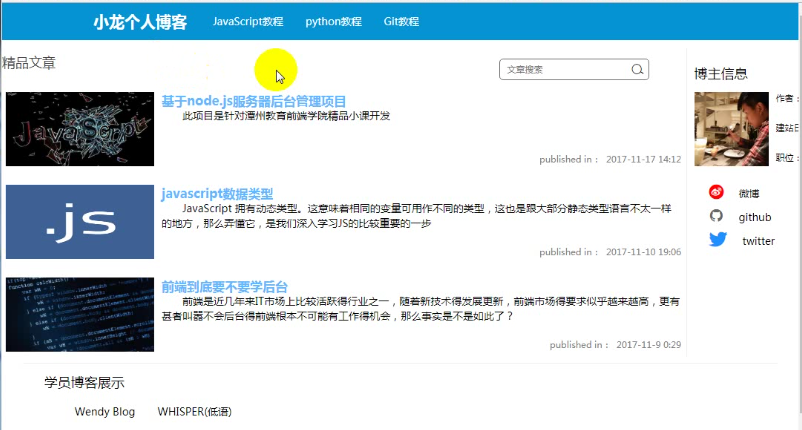 小龙个人博客 JavaScript教程 python教程 Git教程
精品文章
文章搜索
基于node.js服务器后台管理项目
此项目是针对潭州教育前端学院精品小课开发
published in： 2017-11-17 14:12
JavaScript
javascript数据类型
JavaScript 拥有动态类型。这意味着相同的变量可用作不同的类型，这也是跟大部分静态类型语言不太一样
的地方，那么弄懂它，是我们深入学习JS的比较重要的一步
published in： 2017-11-10 19:06
.js
前端到底要不要学后台
前端是近几年来IT市场上比较活跃得行业之一，随着新技术得发展更新，前端市场得要求似乎越来越高，更有
甚者叫嚣不会后台得前端根本不可能有工作得机会，那么事实是不是如此了？
published in： 2017-11-9 0:29
博主信息
作者：
建站日
职位：
微博
github
twitter
学员博客展示
Wendy Blog WHISPER(低语)